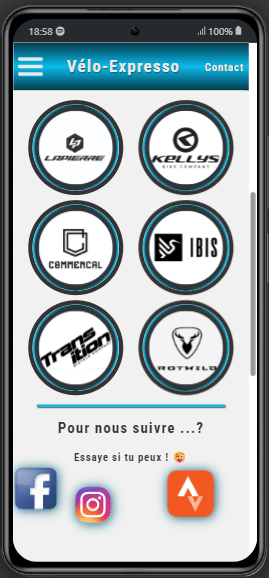 18:58 100%
Vélo-Expresso Contact
LAPIERRE
KELLYS
BIKE COMPANY
COMMENCAL
IBIS
Transition
ROTWILD
Pour nous suivre ...?
Essaye si tu peux ! 😜